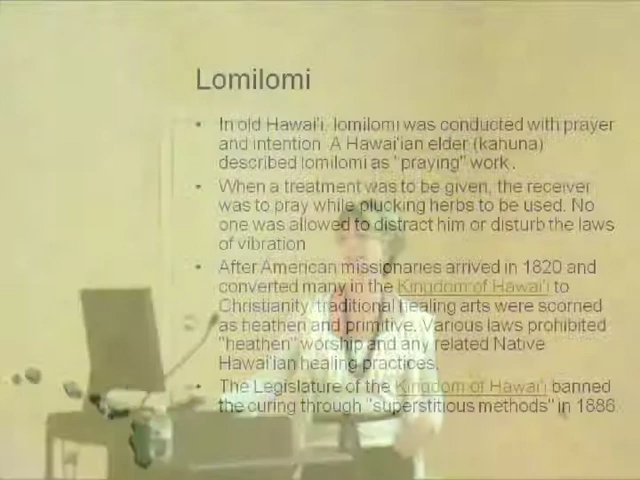 Lomilomi
• In old Hawai'i, lomilomi was conducted with prayer
and intention. A Hawai'ian elder (kahuna)
described lomilomi as "praying" work.
• When a treatment was to be given, the receiver
was to pray while plucking herbs to be used. No
one was allowed to distract him or disturb the laws
of vibration
• After American missionaries arrived in 1820 and
converted many in the Kingdom of Hawai'i to
Christianity, traditional healing arts were scorned
as heathen and primitive. Various laws prohibited
"heathen" worship and any related Native
Hawai'ian healing practices.
• The Legislature of the Kingdom of Hawai'i banned
the curing through "superstitious methods" in 1886.